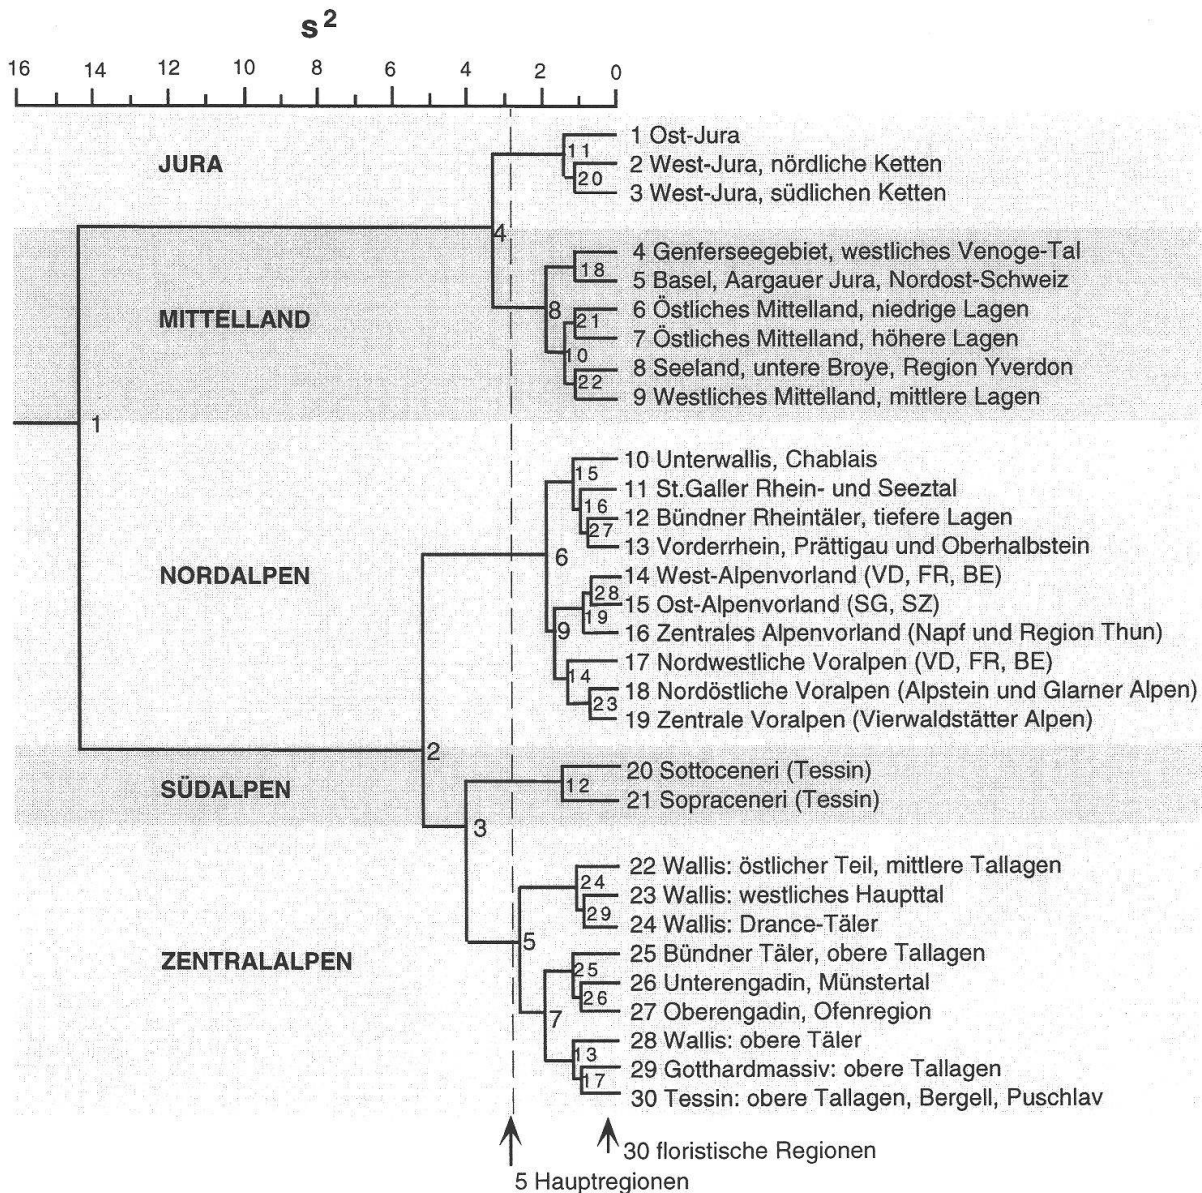 s²
16 14 12 10 8 6 4 2 0
JURA
11
1 Ost-Jura
2 West-Jura, nördliche Ketten
20
3 West-Jura, südlichen Ketten
4
4 Genferseegebiet, westliches Venoge-Tal
18
5 Basel, Aargauer Jura, Nordost-Schweiz
MITTELLAND
8
6 Östliches Mittelland, niedrige Lagen
21
7 Östliches Mittelland, höhere Lagen
10
8 Seeland, untere Broye, Region Yverdon
22
9 Westliches Mittelland, mittlere Lagen
1
10 Unterwallis, Chablais
15
11 St.Galler Rhein- und Seeztal
16
12 Bündner Rheintäler, tiefere Lagen
27
13 Vorderrhein, Prättigau und Oberhalbstein
6
NORDALPEN
14 West-Alpenvorland (VD, FR, BE)
28
15 Ost-Alpenvorland (SG, SZ)
19
9
16 Zentrales Alpenvorland (Napf und Region Thun)
17 Nordwestliche Voralpen (VD, FR, BE)
14
18 Nordöstliche Voralpen (Alpstein und Glarner Alpen)
23
19 Zentrale Voralpen (Vierwaldstätter Alpen)
2
SÜDALPEN
20 Sottoceneri (Tessin)
12
21 Sopraceneri (Tessin)
3
22 Wallis: östlicher Teil, mittlere Tallagen
24
23 Wallis: westliches Haupttal
29
24 Wallis: Drance-Täler
5
ZENTRALALPEN
25 Bündner Täler, obere Tallagen
25
26 Unterengadin, Münstertal
26
27 Oberengadin, Ofenregion
7
28 Wallis: obere Täler
13
29 Gotthardmassiv: obere Tallagen
17
30 Tessin: obere Tallagen, Bergell, Puschlav
30 floristische Regionen
5 Hauptregionen